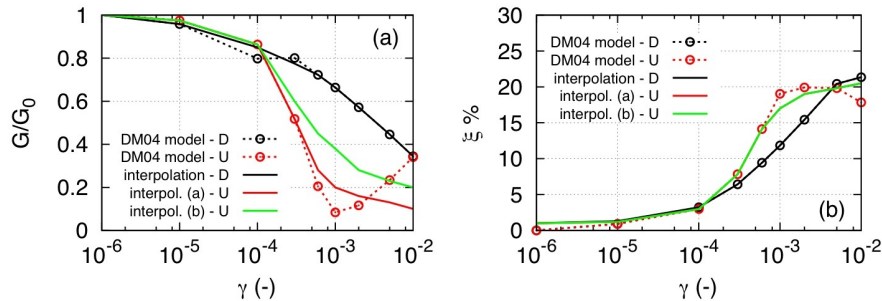 1
0.8
0.6
0.4
0.2
0
G/G0
(a)
DM04 model - D
DM04 model - U
interpolation - D
interpol. (a) - U
interpol. (b) - U
10-6 10-5 10-4 10-3 10-2
γ (-)
30
25
20
15
10
5
0
ξ %
DM04 model - D
DM04 model - U
interpolation - D
interpol. (a) - U
interpol. (b) - U
(b)
10-6 10-5 10-4 10-3 10-2
γ (-)